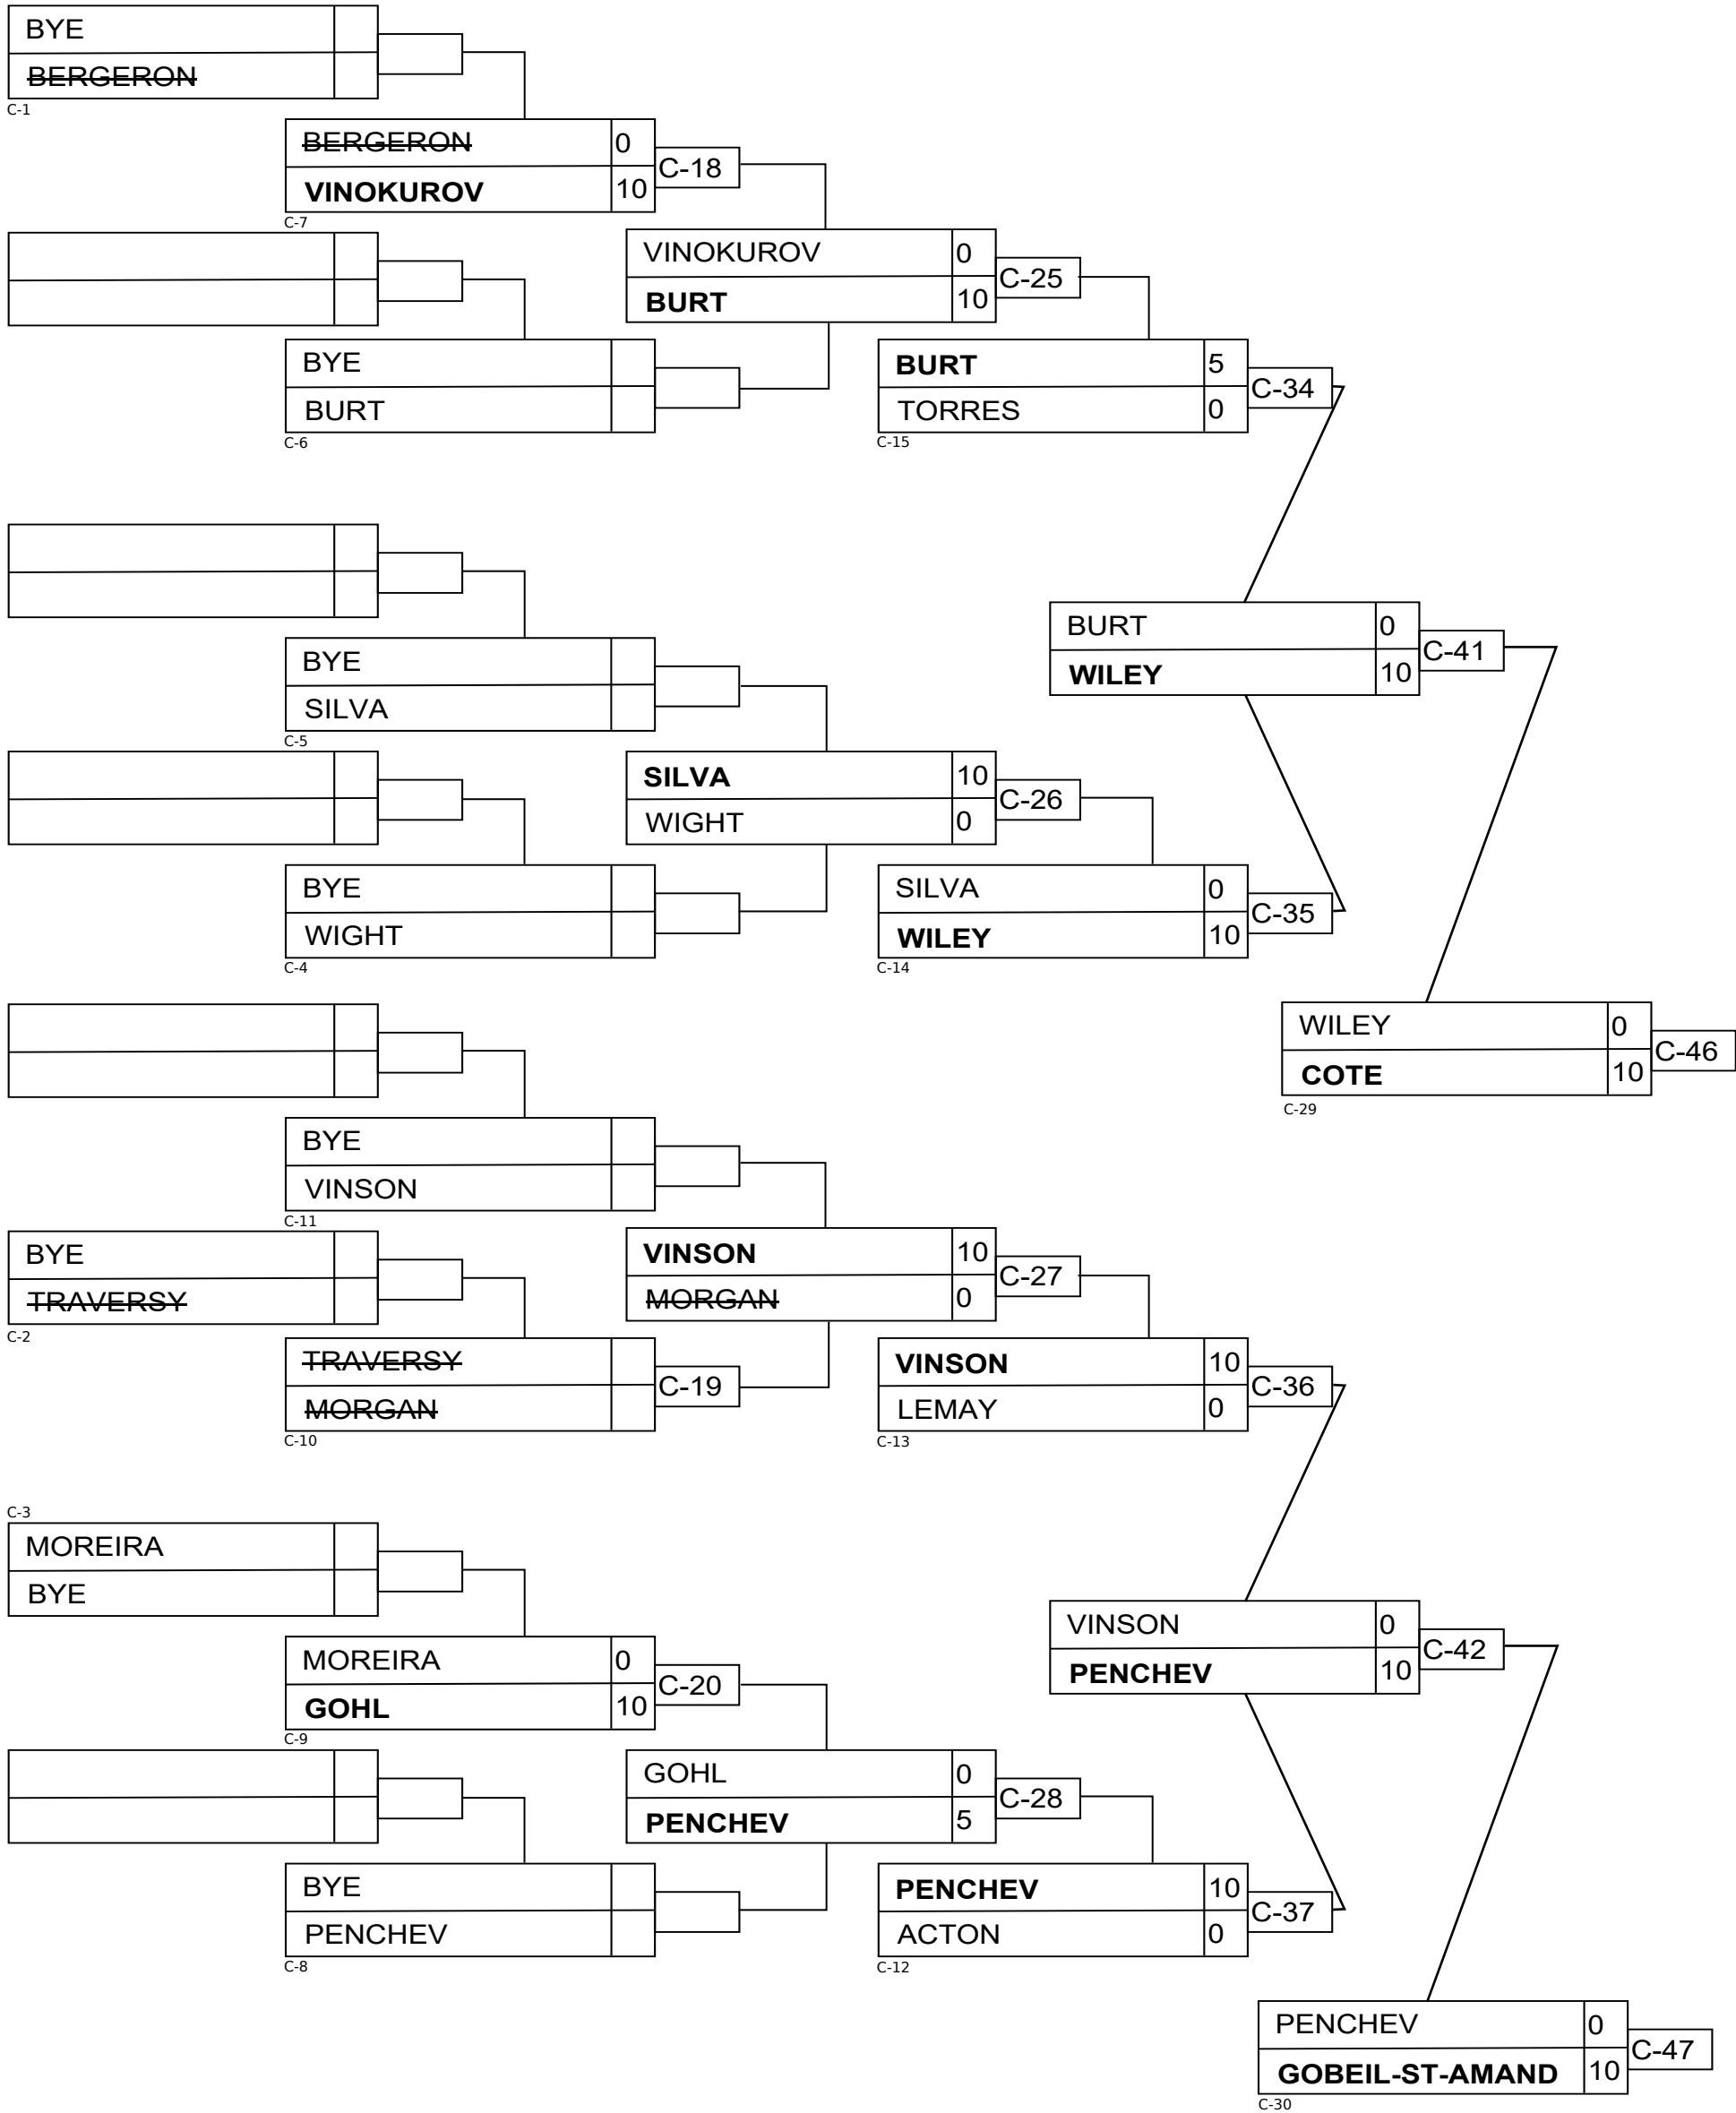 BYE
BERGERON
C-1
BERGERON 0
C-18
VINOKUROV 10
C-7
VINOKUROV 0
C-25
BURT 10
BYE
BURT
C-6
BURT 5
C-34
TORRES 0
C-15
BYE
SILVA
C-5
BURT 0
C-41
WILEY 10
SILVA 10
C-26
WIGHT 0
BYE
WIGHT
C-4
SILVA 0
C-35
WILEY 10
C-14
WILEY 0
C-46
COTE 10
C-29
BYE
VINSON
C-11
BYE
TRAVERSY
C-2
VINSON 10
C-27
MORGAN 0
TRAVERSY
C-19
MORGAN
C-10
VINSON 10
C-36
LEMAY 0
C-13
C-3
MOREIRA
BYE
MOREIRA 0
C-20
GOHL 10
C-9
VINSON 0
C-42
PENCHEV 10
GOHL 0
C-28
PENCHEV 5
BYE
PENCHEV
C-8
PENCHEV 10
C-37
ACTON 0
C-12
PENCHEV 0
C-47
GOBEIL-ST-AMAND 10
C-30